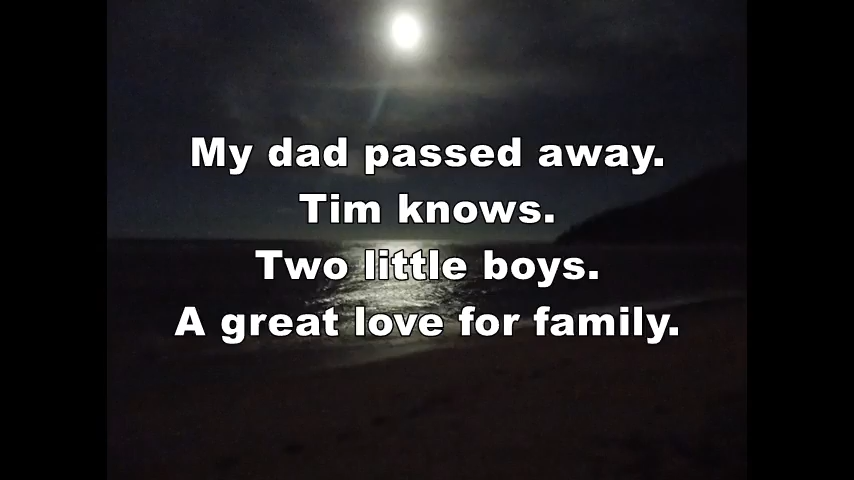 My dad passed away.
Tim knows.
Two little boys.
A great love for family.